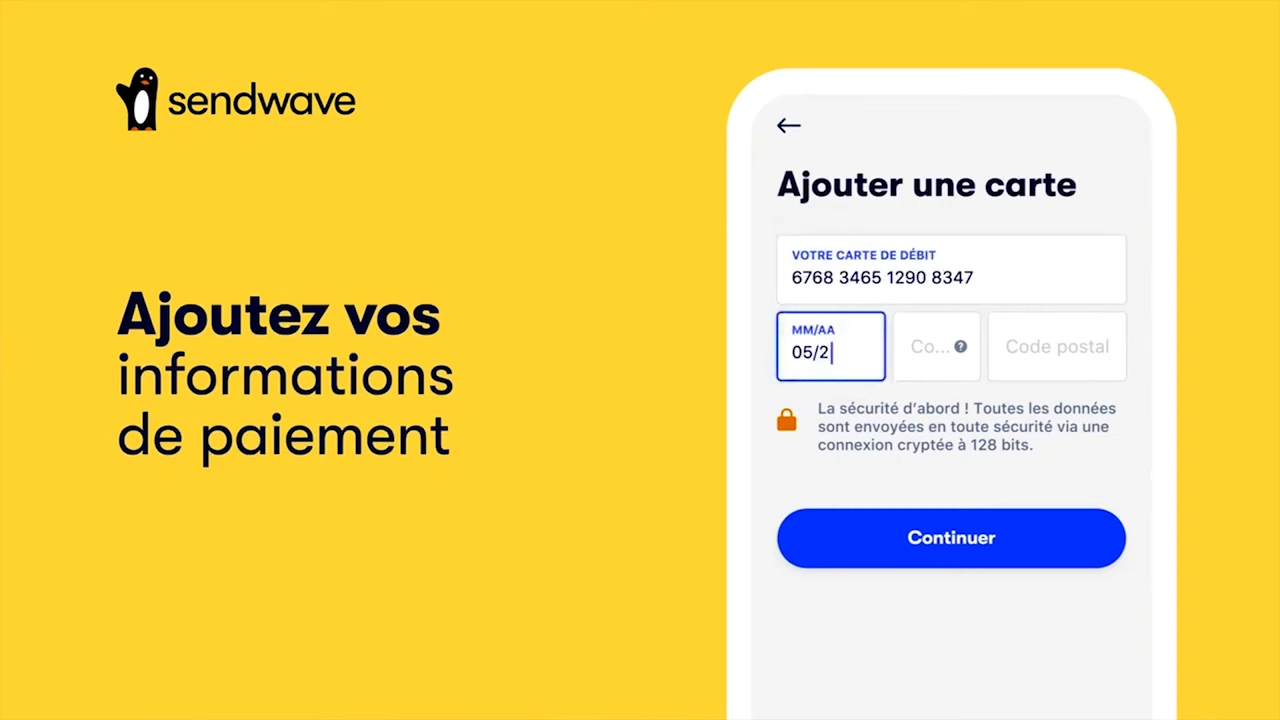 sendwave
Ajoutez vos
informations
de paiement
Ajouter une carte
VOTRE CARTE DE DÉBIT
6768 3465 1290 8347
MM/AA
05/2
Co...
?
Code postal
La sécurité d'abord ! Toutes les données
sont envoyées en toute sécurité via une
connexion cryptée à 128 bits.
Continuer